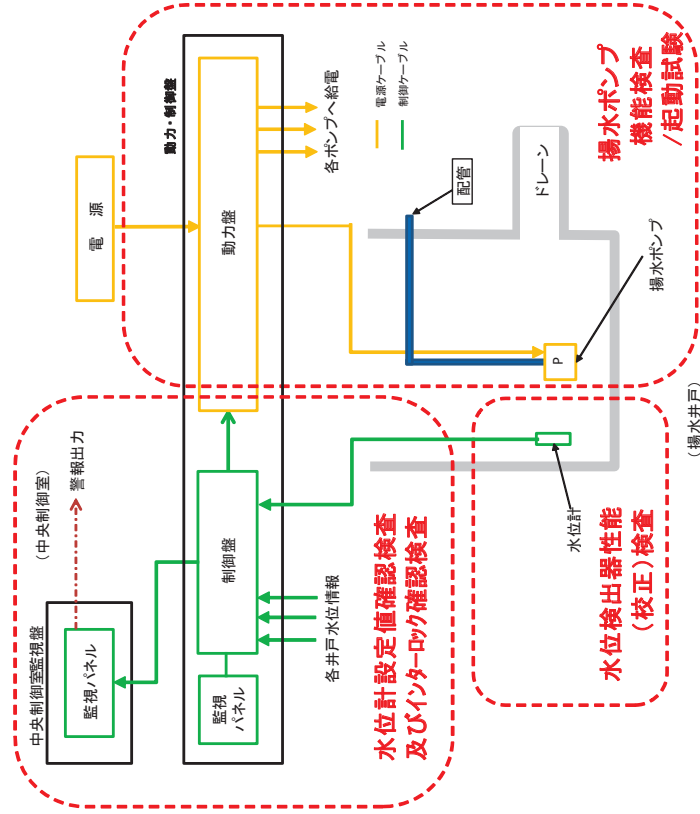 (中央制御室)
中央制御室監視盤
監視パネル
警報出力
電　源
動力・制御盤
監視
パネル
制御盤
動力盤
各井戸水位情報
各ポンプへ給電
電源ケーブル
制御ケーブル
水位計設定値確認検査
及びインターロック確認検査
配管
ドレーン
水位計
P
揚水ポンプ
水位検出器性能
(校正)検査
揚水ポンプ
機能検査
/起動試験
(揚水井戸)